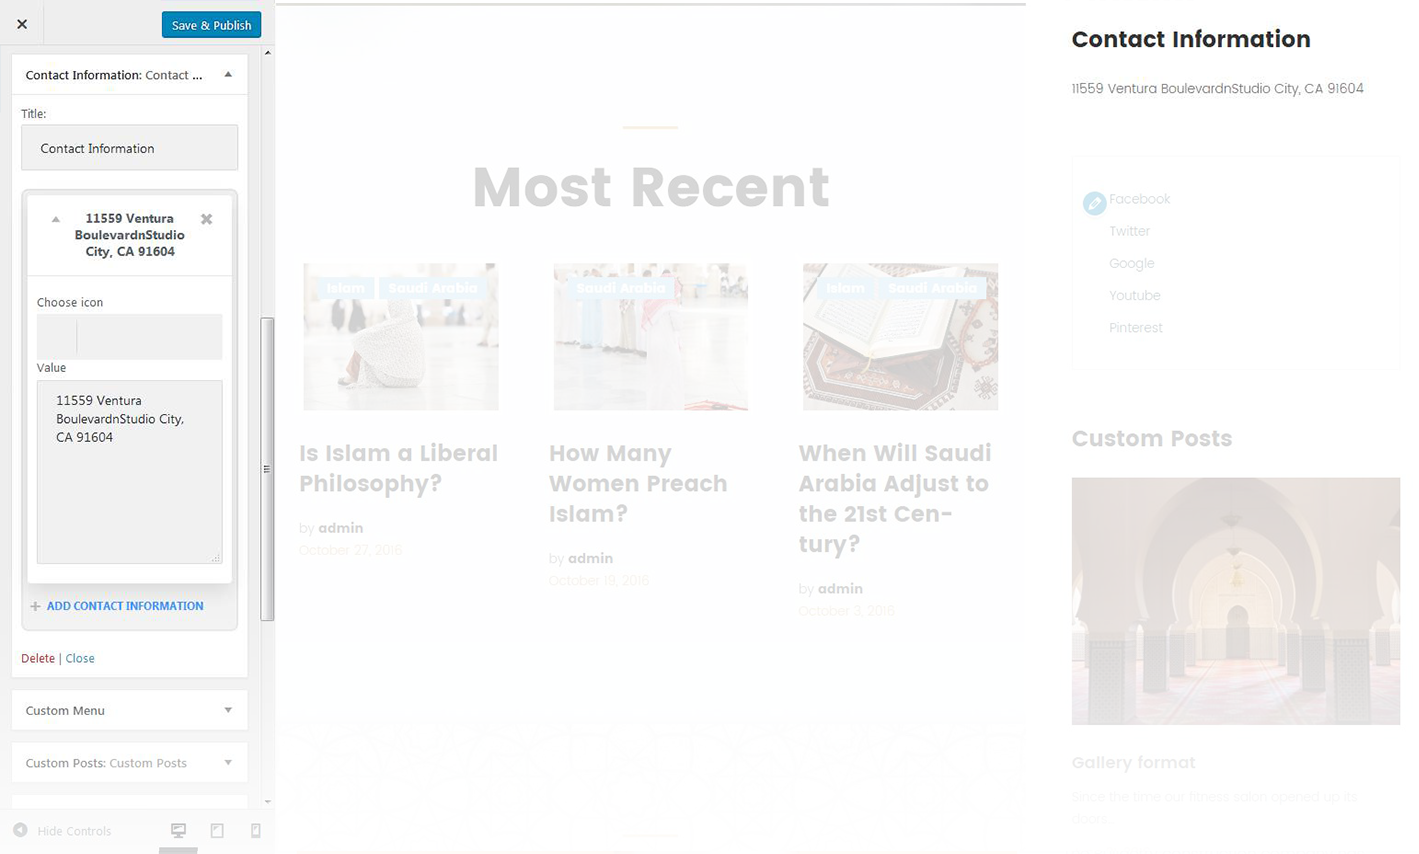 Save & Publish
Contact Information: Contact ...
Title:
Contact Information
11559 Ventura
BoulevardnStudio
City, CA 91604
Choose icon
Value
11559 Ventura
BoulevardnStudio City,
CA 91604
ADD CONTACT INFORMATION
Delete | Close
Custom Menu
Custom Posts: Custom Posts
Hide Controls
Most Recent
Islam
Saudi Arabia
Is Islam a Liberal
Philosophy?
by admin
October 27, 2016
Saudi Arabia
How Many
Women Preach
Islam?
by admin
October 19, 2016
Islam
Saudi Arabia
When Will Saudi
Arabia Adjust to
the 21st Cen-
tury?
by admin
October 3, 2016
Contact Information
11559 Ventura BoulevardnStudio City, CA 91604
Facebook
Twitter
Google
Youtube
Pinterest
Custom Posts
Gallery format
Since the time our fitness salon opened up its
doors